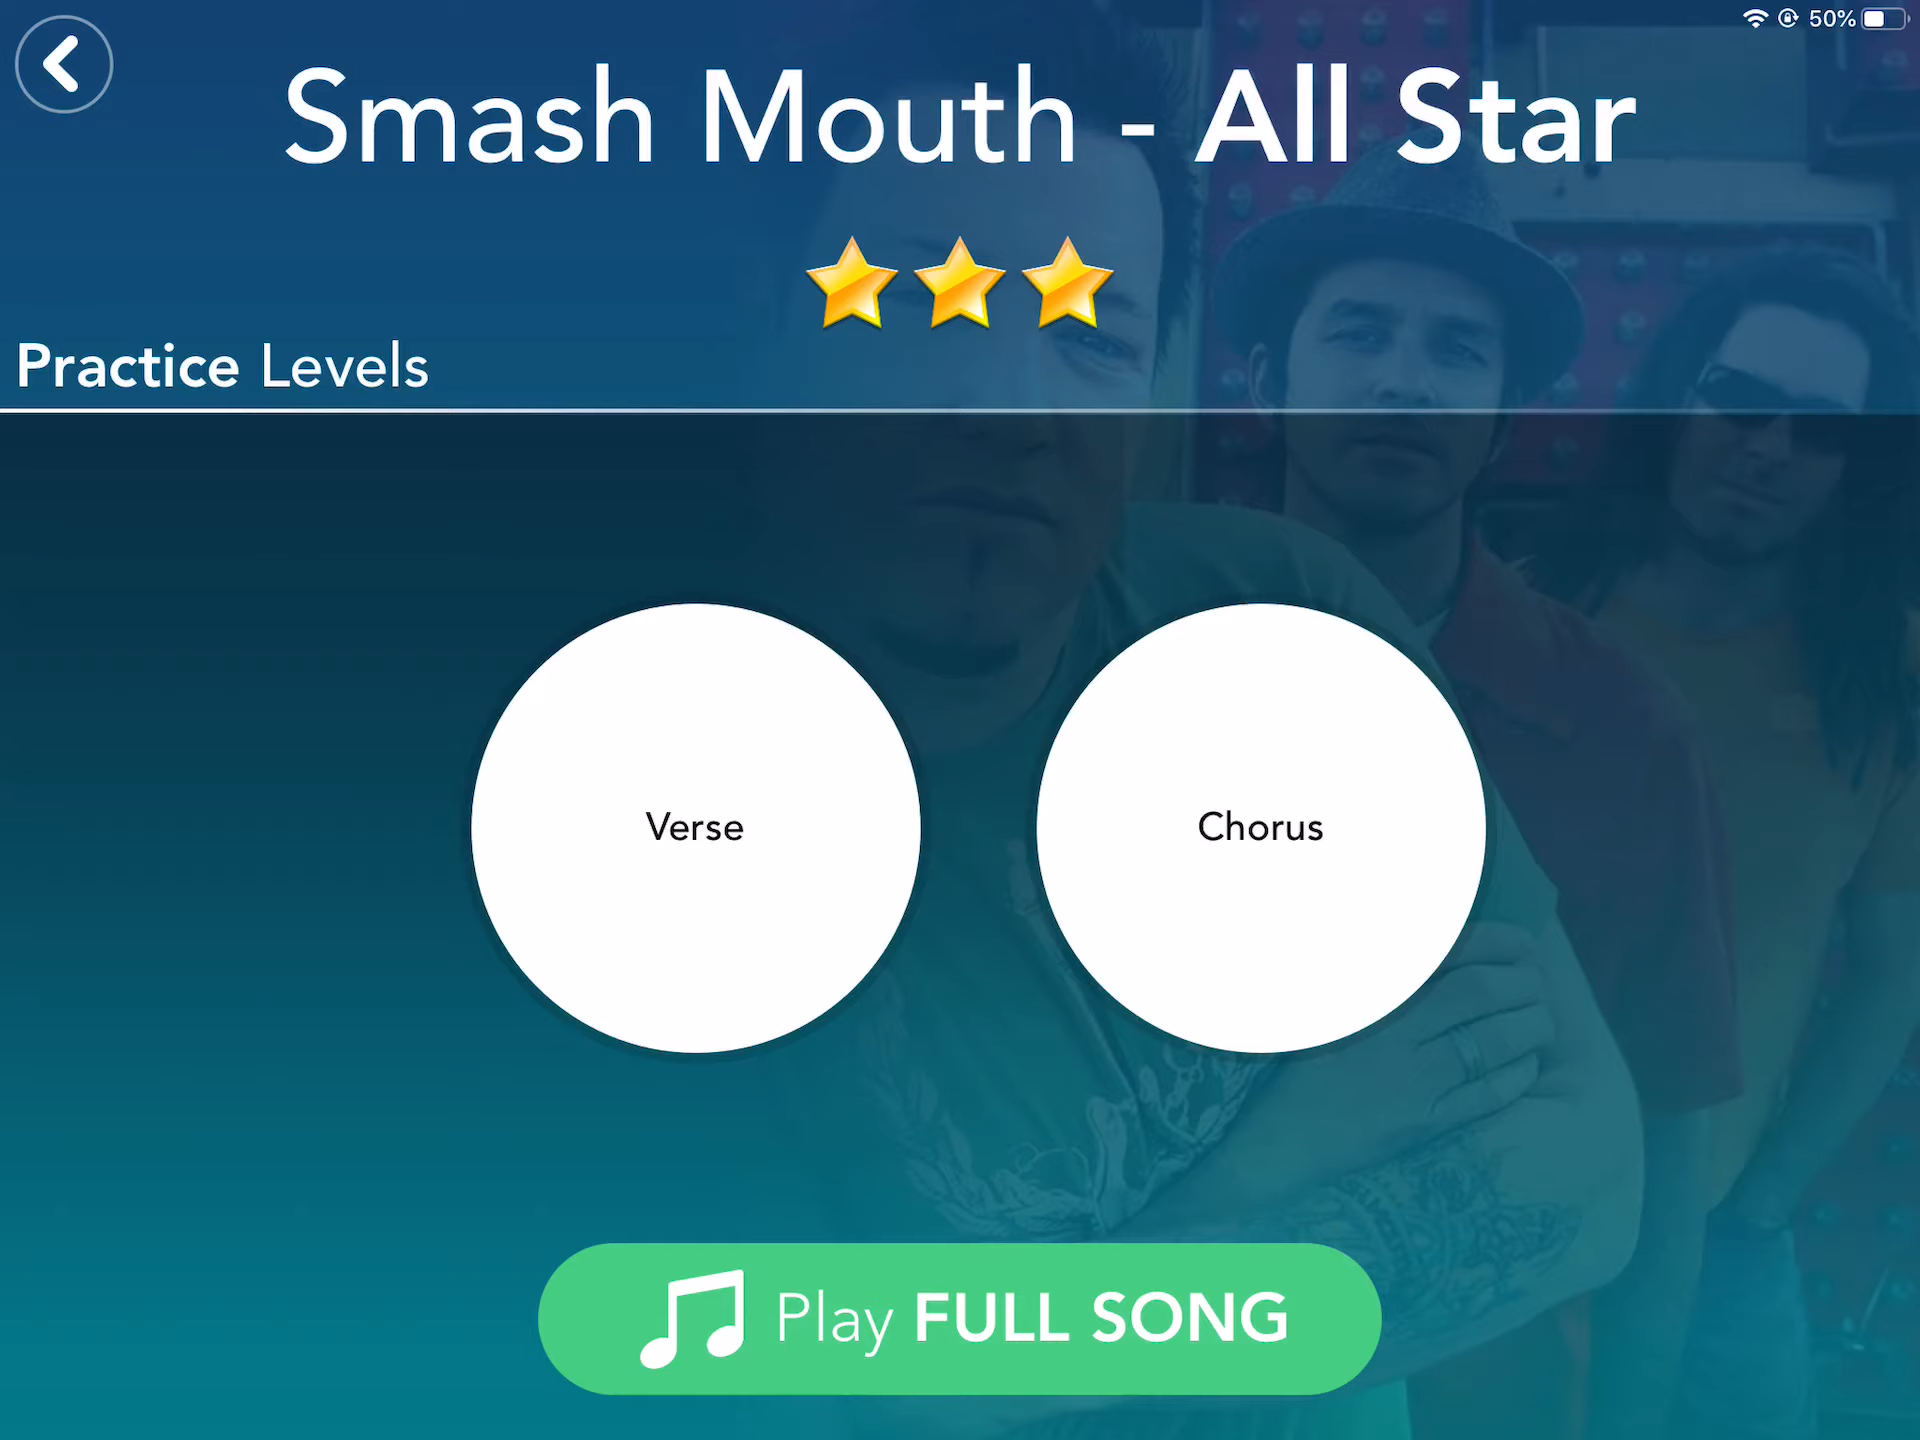 50%
Smash Mouth - All Star
Practice Levels
Verse
Chorus
Play FULL SONG